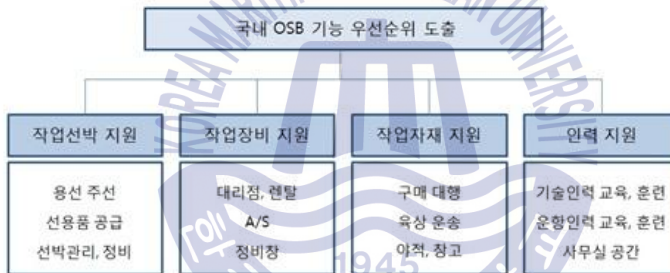 국내 OSB 기능 우선순위 도출
작업선박 지원
작업장비 지원
작업자재 지원
인력 지원
용선 주선
선용품 공급
선박관리, 정비
대리점, 렌탈
A/S
정비창
구매 대행
육상 운송
야적, 창고
기술인력 교육, 훈련
운항인력 교육, 훈련
사무실 공간
1945